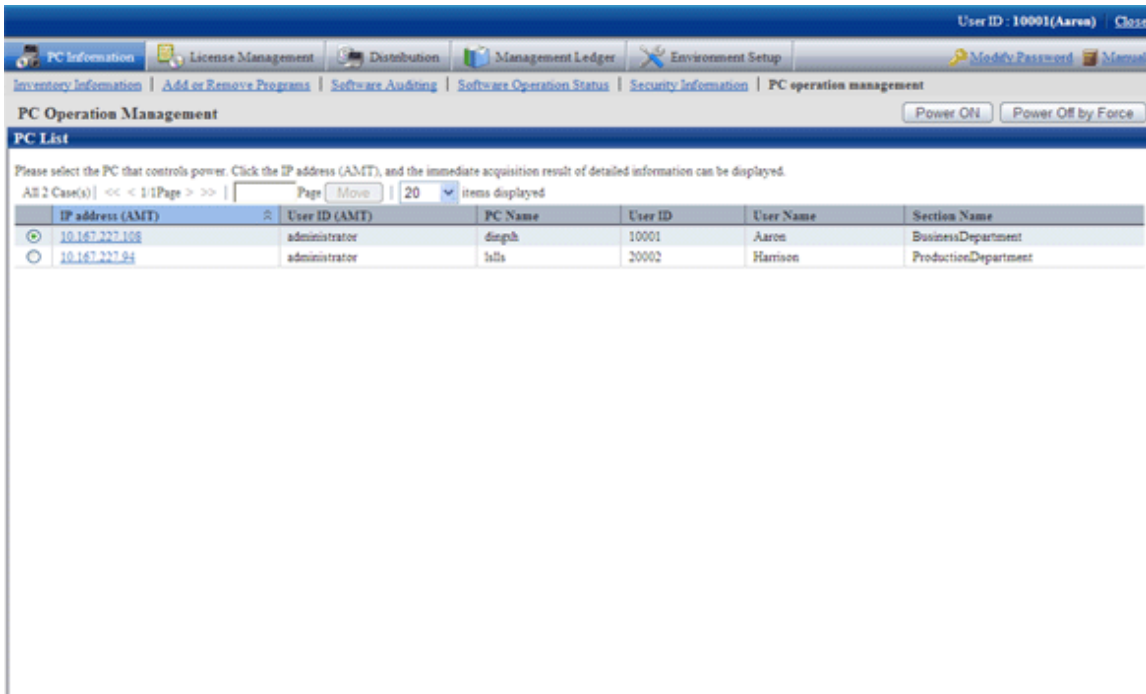 User ID : 10001(Aaron) | Close
PC Information License Management Distribution Management Ledger Environment Setup Modify Password Manual
Inventory Information | Add or Remove Programs | Software Auditing | Software Operation Status | Security Information | PC operation management
PC Operation Management Power ON Power Off by Force
PC List
Please select the PC that controls power. Click the IP address (AMT), and the immediate acquisition result of detailed information can be displayed.
All 2 Case(s)| << < 1/1Page > >> | Page Move | 20 items displayed
IP address (AMT) User ID (AMT) PC Name User ID User Name Section Name
10.167.227.108 administrator dingsh 10001 Aaron BusinessDepartment
10.167.227.94 administrator 20002 Harrison ProductionDepartment